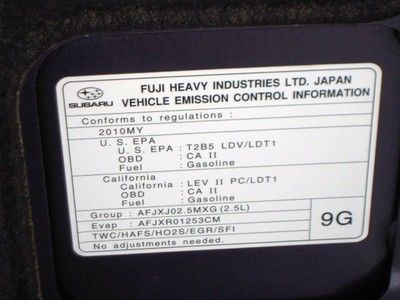 FUJI HEAVY INDUSTRIES LTD. JAPAN
SUBARU
VEHICLE EMISSION CONTROL INFORMATION
Conforms to regulations :
2010MY
U. S. EPA
U. S. EPA : T2B5 LDV/LDT1
OBD : CA II
Fuel : Gasoline
California
California : LEV II PC/LDT1
OBD : CA II
Fuel : Gasoline
Group : AFJXJ02.5MXG (2.5L)
Evap : AFJXR01253CM
TWC/HAFS/HO2S/EGR/SFI
No adjustments needed.
9G